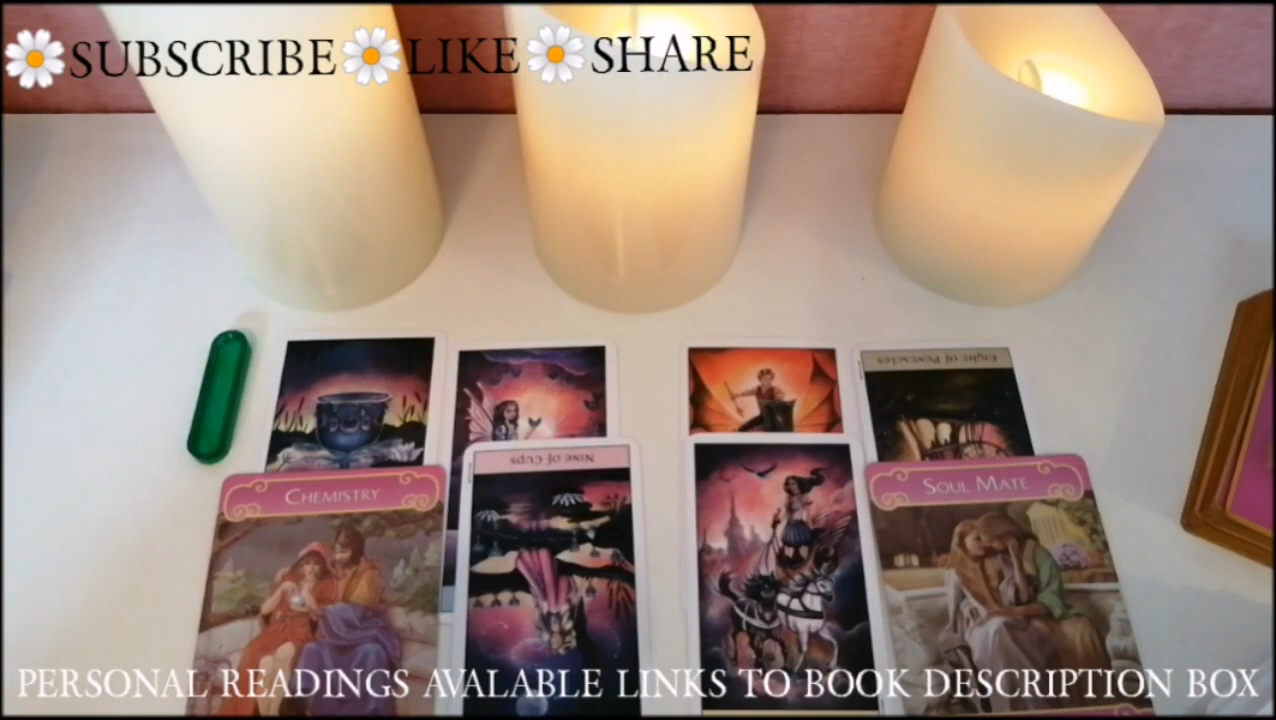 SUBSCRIBE LIKE SHARE
Eight of Pentacles
Nine of Cups
Chemistry
Soul Mate
PERSONAL READINGS AVALABLE LINKS TO BOOK DESCRIPTION BOX